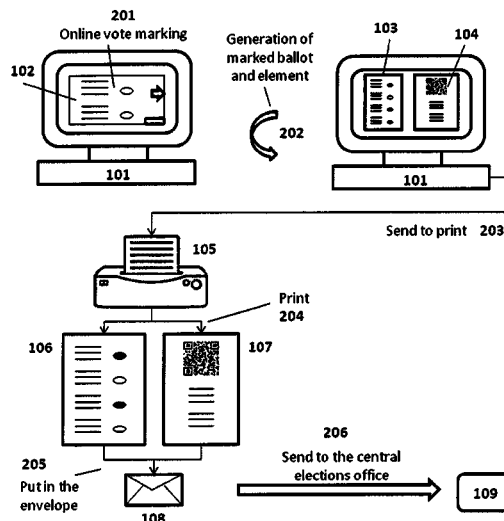 201
Online vote marking
102
101
Generation of
marked ballot
and element
202
103
104
101
Send to print 203
105
Print
204
106
107
205
Put in the
envelope
108
206
Send to the central
elections office
109